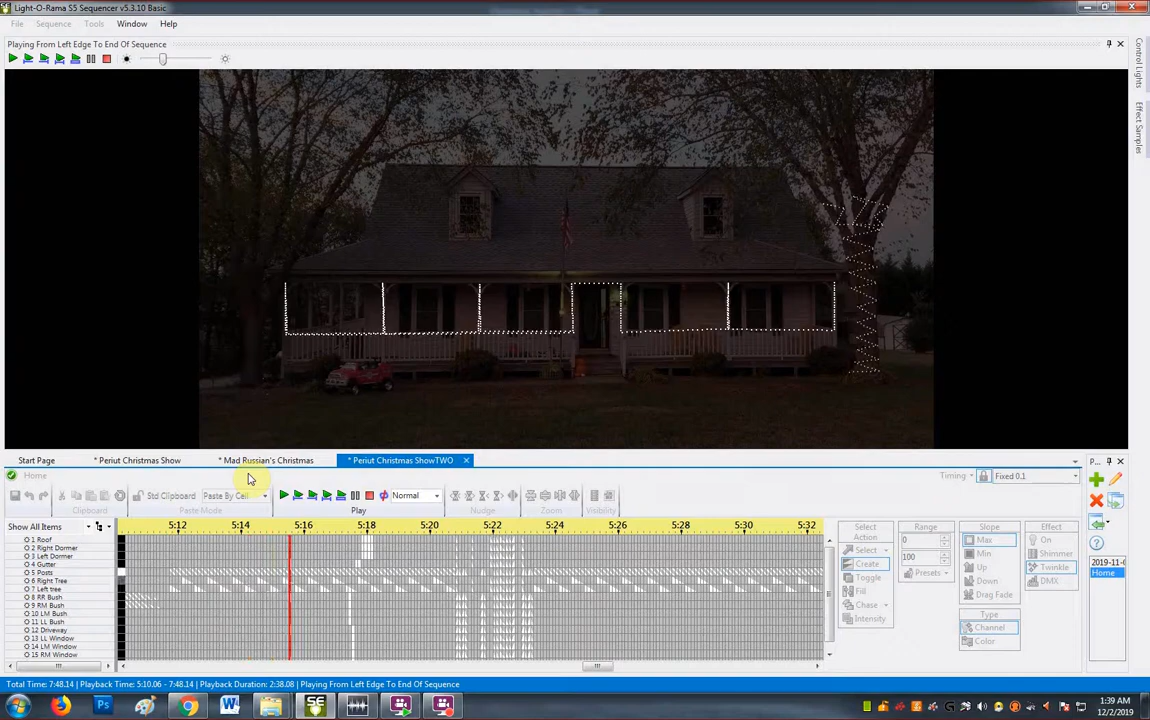 Light-O-Rama S5 Sequencer v5.3.10 Basic
File Sequence Tools Window Help
Playing From Left Edge To End Of Sequence
Control Lights
Effect Samples
Start Page * Periut Christmas Show * Mad Russian's Christmas * Periut Christmas ShowTWO
Home
Timing Fixed 0.1
Std Clipboard Paste By Cell Normal
Clipboard Paste Mode Play Nudge Zoom Visibility
Show All Items
5:12 5:14 5:16 5:18 5:20 5:22 5:24 5:26 5:28 5:30 5:32
1 Roof
2 Right Dormer
3 Left Dormer
4 Gutter
5 Posts
6 Right Tree
7 Left tree
8 RR Bush
9 RM Bush
10 LM Bush
11 LL Bush
12 Driveway
13 LL Window
14 LM Window
15 RM Window
Select Action
Select
Create
Toggle
Fill
Chase
Intensity
Range
0
100
Presets
Slope
Max
Min
Up
Down
Drag Fade
Type
Channel
Color
Effect
On
Shimmer
Twinkle
DMX
P...
2019-11-0
Home
Total Time: 7:48.14 | Playback Time: 5:10.06 - 7:48.14 | Playback Duration: 2:38.08 | Playing From Left Edge To End Of Sequence
1:39 AM
12/2/2019